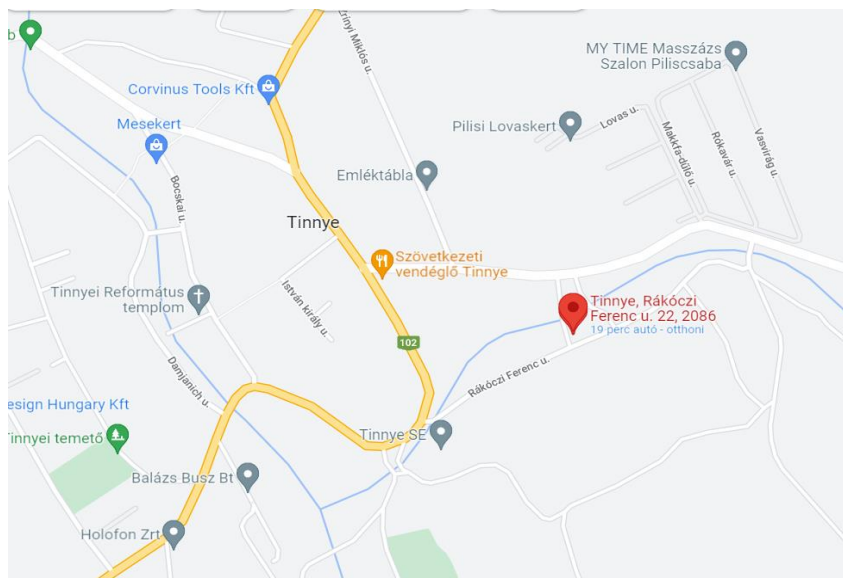 b
Zrínyi Miklós u.
MY TIME Masszázs
Szalon Piliscsaba
Corvinus Tools Kft
Mesekert
Pilisi Lovaskert
Lovas u.
Makkfa-dűlő u.
Rókavár u.
Vasvirág u.
Emléktábla
Bocskai u.
Tinnye
Szövetkezeti
vendéglő Tinnye
Tinnyei Református
templom
István király u.
Tinnye, Rákóczi
Ferenc u. 22, 2086
19 perc autó - otthoni
102
Rákóczi Ferenc u.
Damjanich u.
esign Hungary Kft
Tinnyei temető
Tinnye SE
Balázs Busz Bt
Holofon Zrt